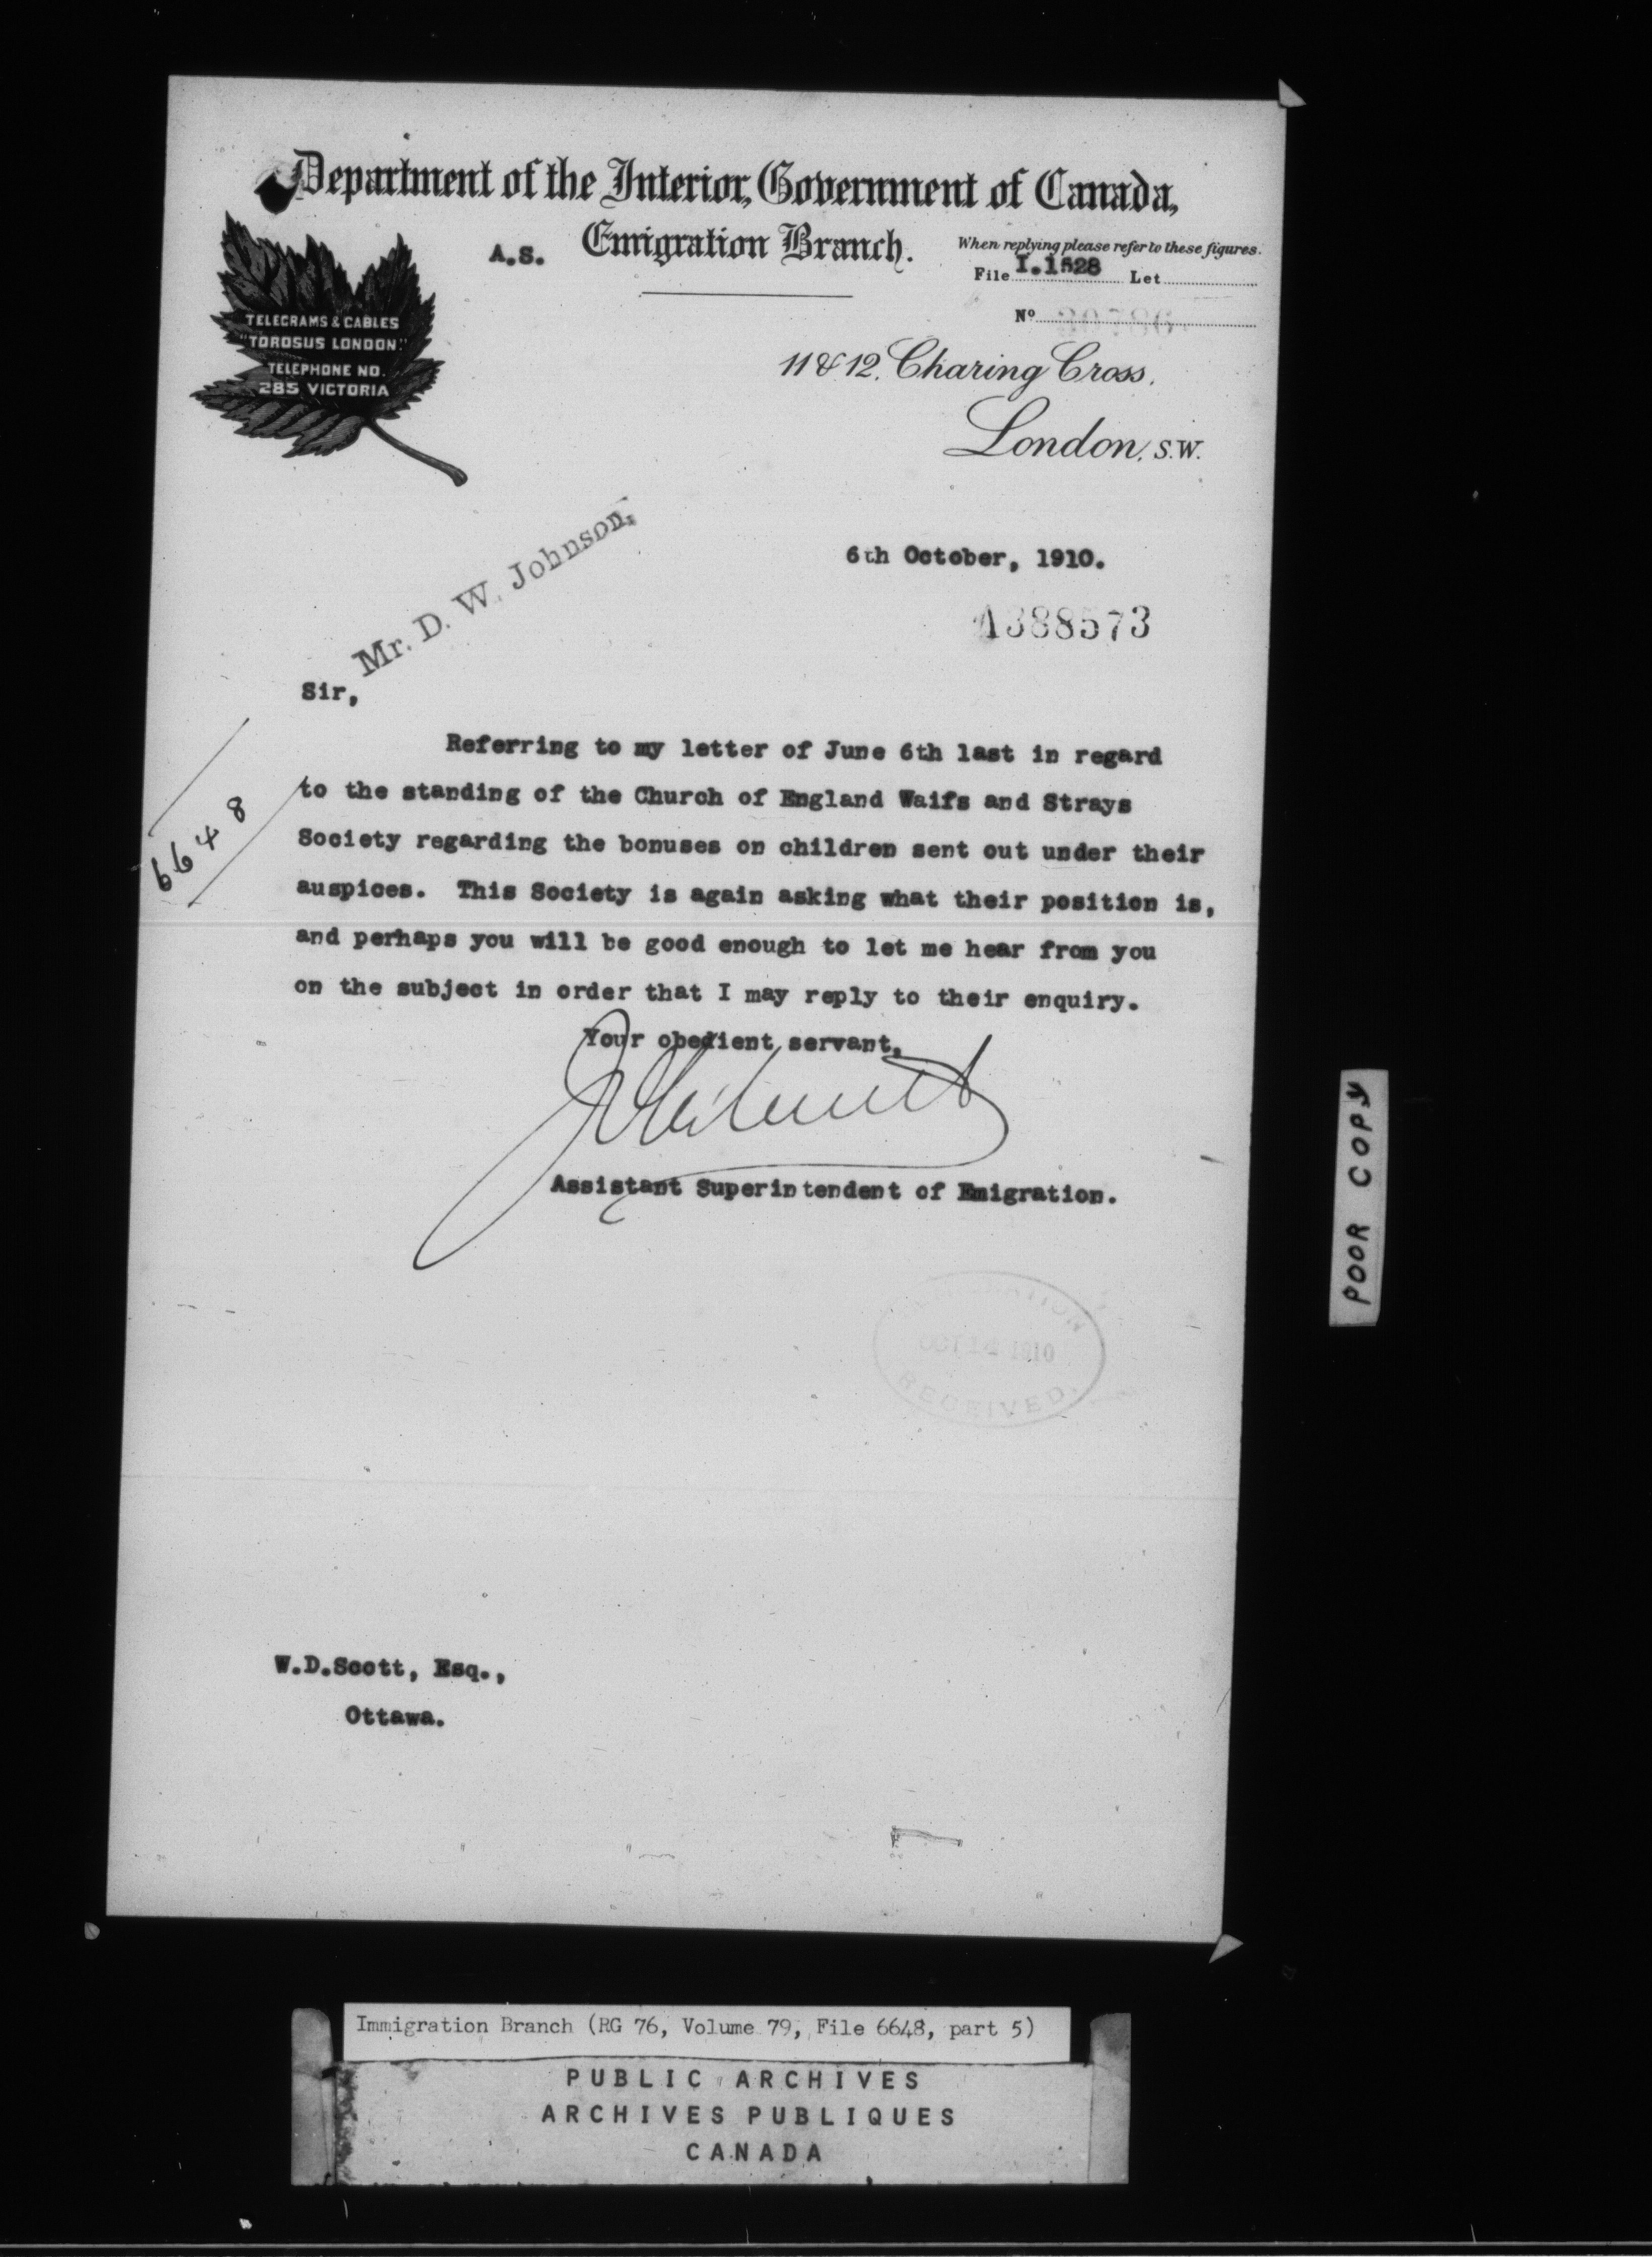 Department of the Interior, Government of Canada,
A.S. Emigration Branch.
When replying please refer to these figures.
File I.1528 Let
No
TELEGRAMS & CABLES
"TOROSUS LONDON."
TELEPHONE NO.
285 VICTORIA
11 & 12, Charing Cross,
London, S.W.
Mr. D. W. Johnson,
6th October, 1910.
A388573
Sir,
Referring to my letter of June 6th last in regard
to the standing of the Church of England Waifs and Strays
Society regarding the bonuses on children sent out under their
auspices. This Society is again asking what their position is,
and perhaps you will be good enough to let me hear from you
on the subject in order that I may reply to their enquiry.
6648
Your obedient servant,
Assistant Superintendent of Emigration.
IMMIGRATION
OCT 1910
RECEIVED.
W.D.Scott, Esq.,
Ottawa.
POOR COPY
Immigration Branch (RG 76, Volume 79, File 6648, part 5)
PUBLIC ARCHIVES
ARCHIVES PUBLIQUES
CANADA